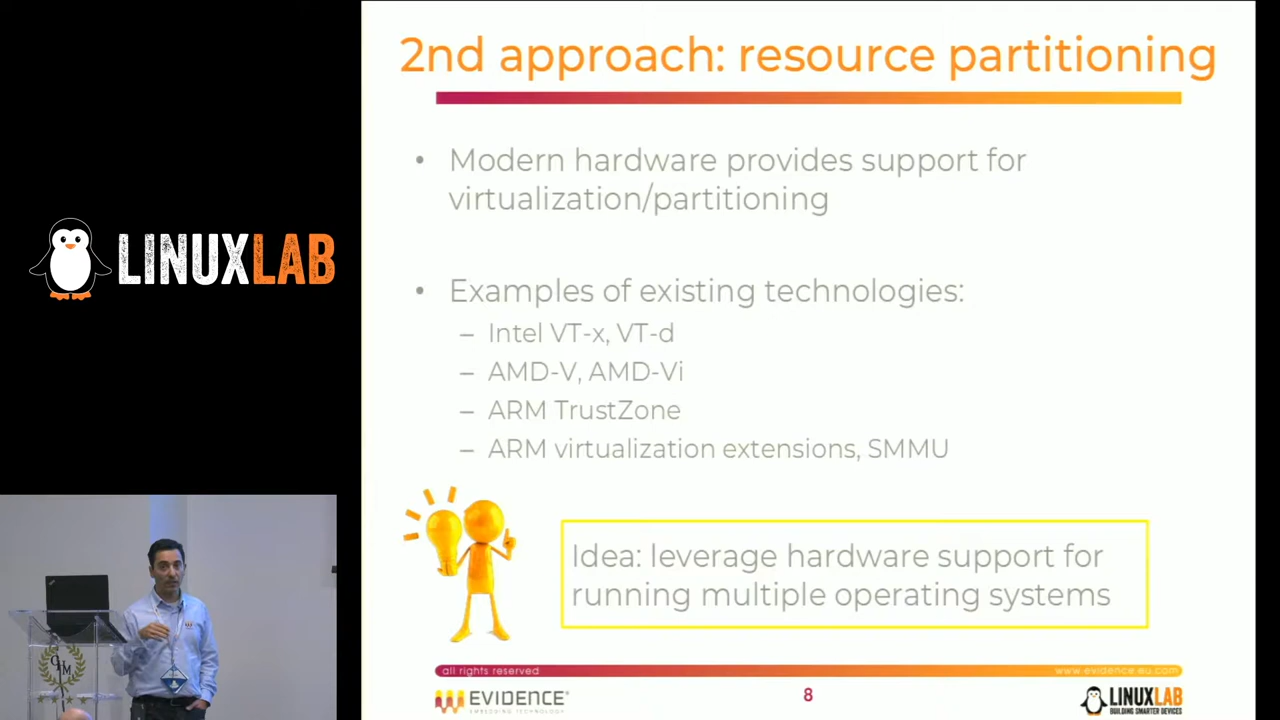 2nd approach: resource partitioning
• Modern hardware provides support for
virtualization/partitioning
• Examples of existing technologies:
– Intel VT-x, VT-d
– AMD-V, AMD-Vi
– ARM TrustZone
– ARM virtualization extensions, SMMU
LINUXLAB
Idea: leverage hardware support for
running multiple operating systems
all rights reserved
www.evidence.eu.com
EVIDENCE®
EMBEDDING TECHNOLOGY
8
LINUXLAB
BUILDING SMARTER DEVICES